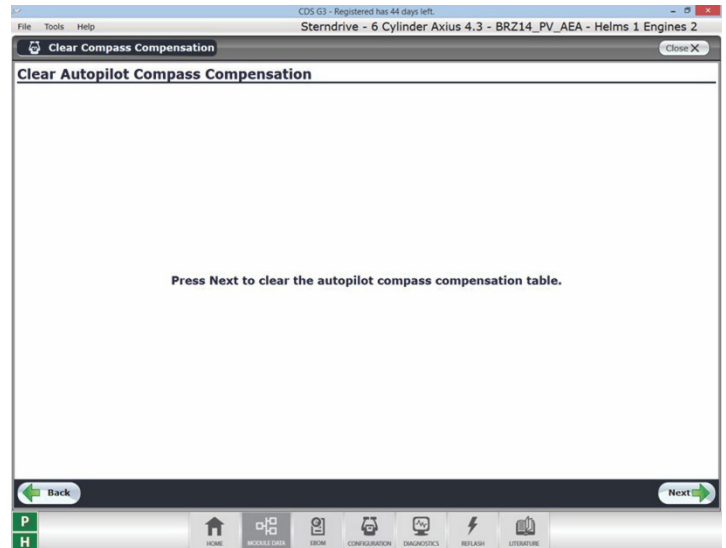 CDS G3 - Registered has 44 days left.
File Tools Help
Sterndrive - 6 Cylinder Axius 4.3 - BRZ14_PV_AEA - Helms 1 Engines 2
Clear Compass Compensation
Close X
Clear Autopilot Compass Compensation
Press Next to clear the autopilot compass compensation table.
Back
Next
P
H
HOME MODULE DATA EBOM CONFIGURATION DIAGNOSTICS REFLASH LITERATURE